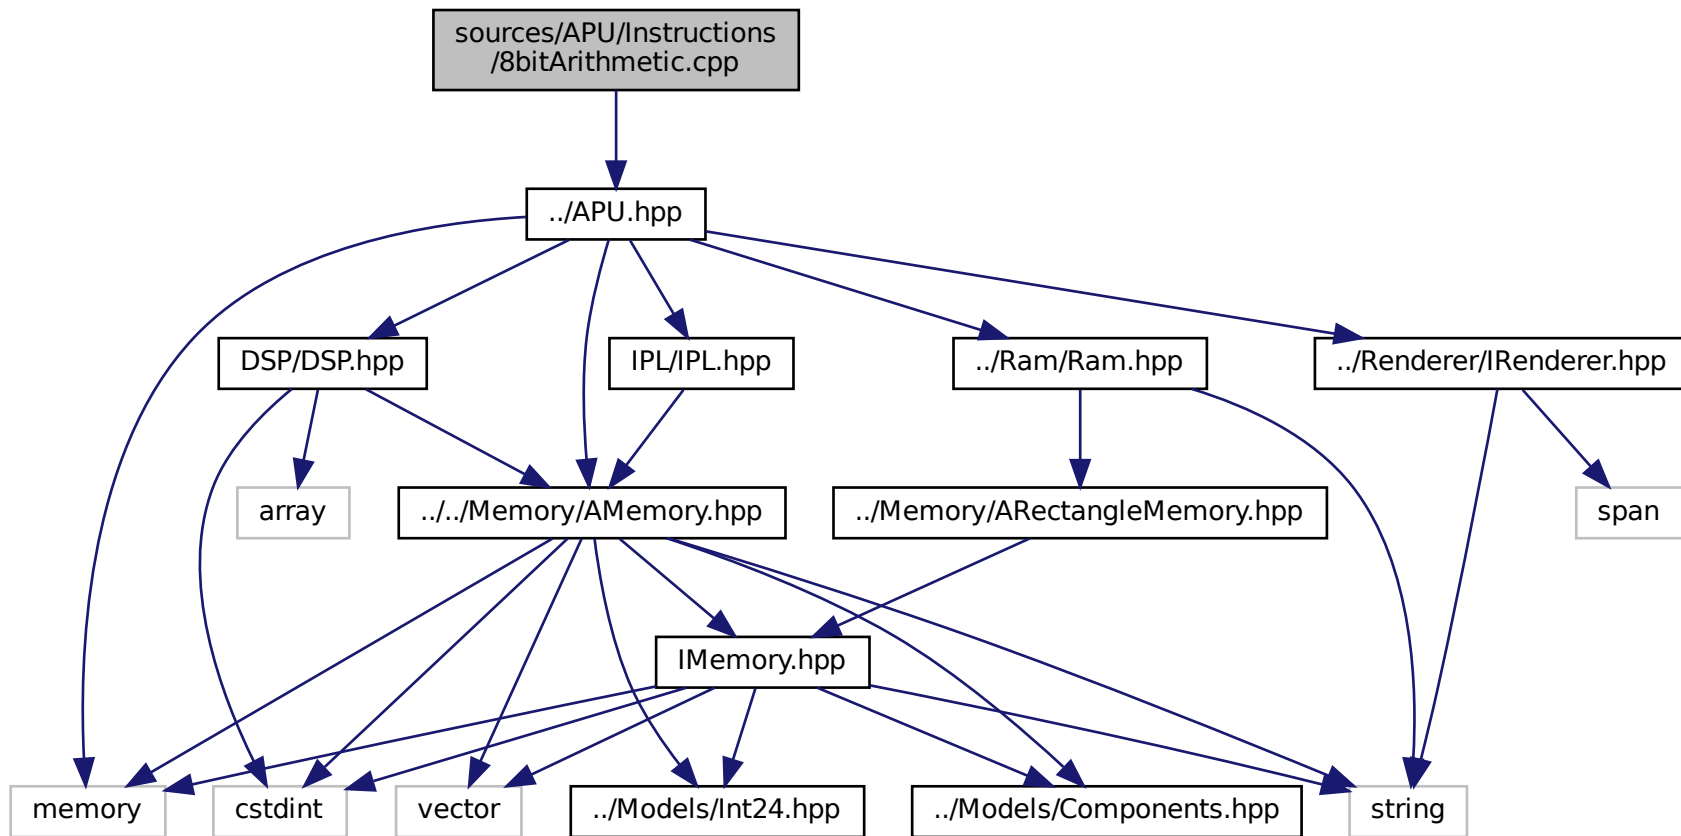 sources/APU/Instructions
/8bitArithmetic.cpp
../APU.hpp
DSP/DSP.hpp
IPL/IPL.hpp
../Ram/Ram.hpp
../Renderer/IRenderer.hpp
array
../../Memory/AMemory.hpp
../Memory/ARectangleMemory.hpp
span
IMemory.hpp
memory
cstdint
vector
../Models/Int24.hpp
../Models/Components.hpp
string